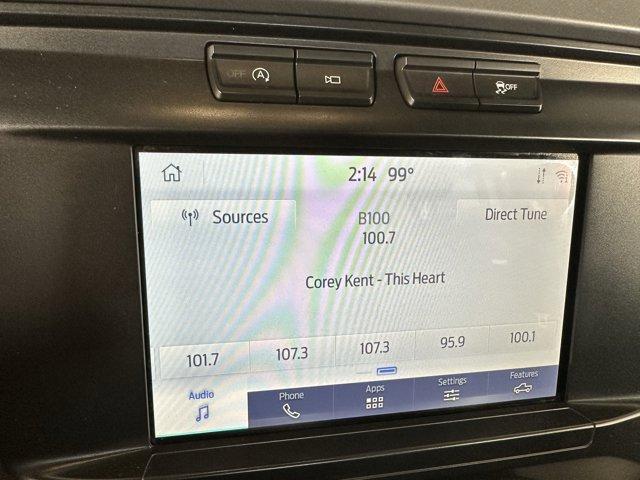 OFF A
OFF
2:14 99°
Sources
B100
Direct Tune
100.7
Corey Kent - This Heart
101.7 107.3 107.3 95.9 100.1
Audio Phone Apps Settings Features